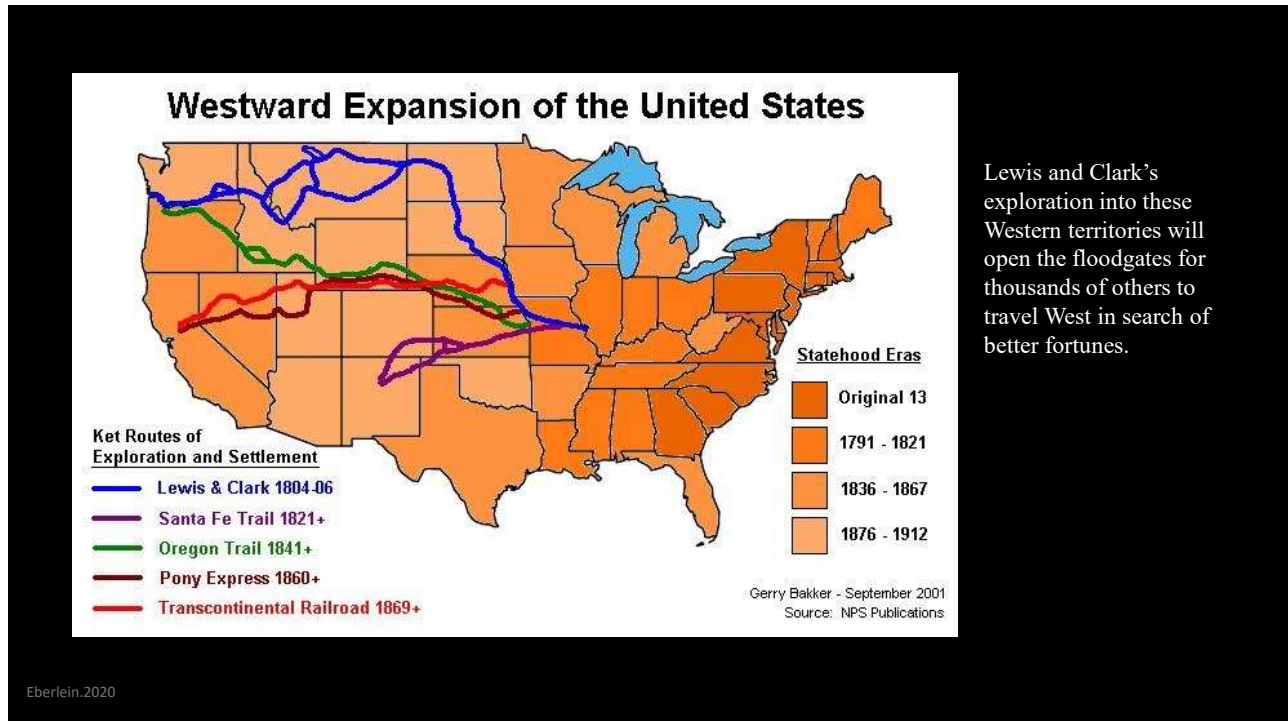 Westward Expansion of the United States
Lewis and Clark’s
exploration into these
Western territories will
open the floodgates for
thousands of others to
travel West in search of
better fortunes.
Statehood Eras
Original 13
1791 - 1821
1836 - 1867
1876 - 1912
Ket Routes of
Exploration and Settlement
Lewis & Clark 1804-06
Santa Fe Trail 1821+
Oregon Trail 1841+
Pony Express 1860+
Transcontinental Railroad 1869+
Gerry Bakker - September 2001
Source: NPS Publications
Eberlein.2020